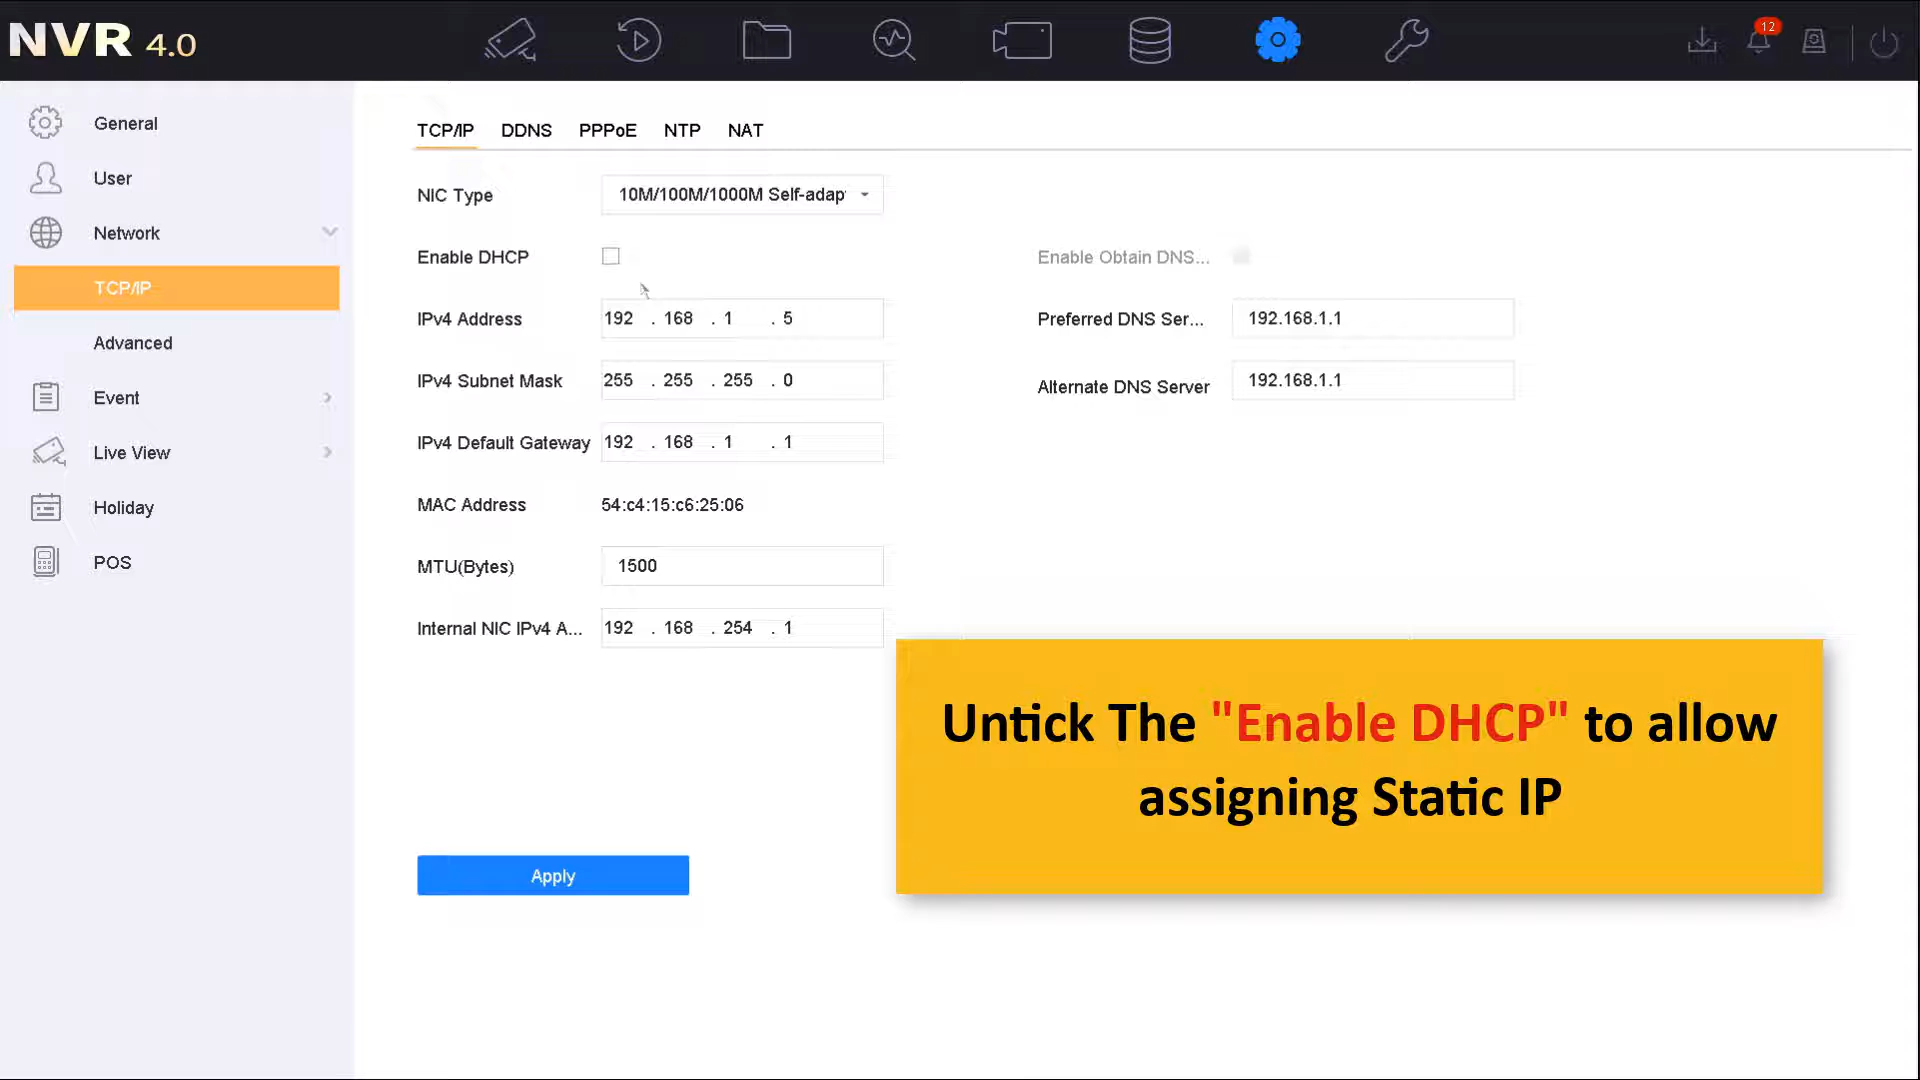 NVR 4.0
12
General
User
Network
TCP/IP
Advanced
Event
Live View
Holiday
POS
TCP/IP DDNS PPPoE NTP NAT
NIC Type 10M/100M/1000M Self-adap
Enable DHCP Enable Obtain DNS...
IPv4 Address 192 . 168 . 1 . 5 Preferred DNS Ser... 192.168.1.1
IPv4 Subnet Mask 255 . 255 . 255 . 0 Alternate DNS Server 192.168.1.1
IPv4 Default Gateway 192 . 168 . 1 . 1
MAC Address 54:c4:15:c6:25:06
MTU(Bytes) 1500
Internal NIC IPv4 A... 192 . 168 . 254 . 1
Untick The "Enable DHCP" to allow
assigning Static IP
Apply